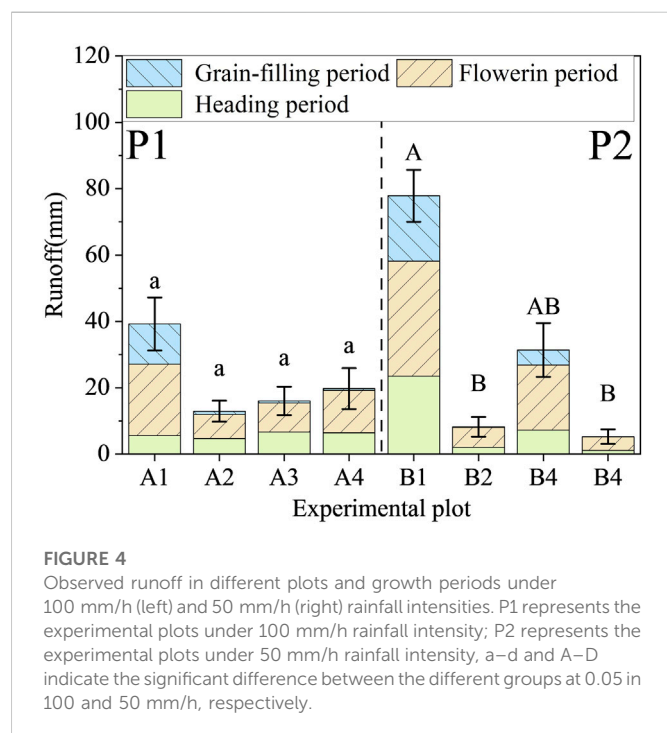 120
100
80
60
40
20
0
Runoff(mm)
Grain-filling period
Flowerin period
Heading period
P1
P2
a
a
a
a
A
B
AB
B
A1 A2 A3 A4 B1 B2 B4 B4
Experimental plot
FIGURE 4
Observed runoff in different plots and growth periods under
100 mm/h (left) and 50 mm/h (right) rainfall intensities. P1 represents the
experimental plots under 100 mm/h rainfall intensity; P2 represents the
experimental plots under 50 mm/h rainfall intensity, a–d and A–D
indicate the significant difference between the different groups at 0.05 in
100 and 50 mm/h, respectively.